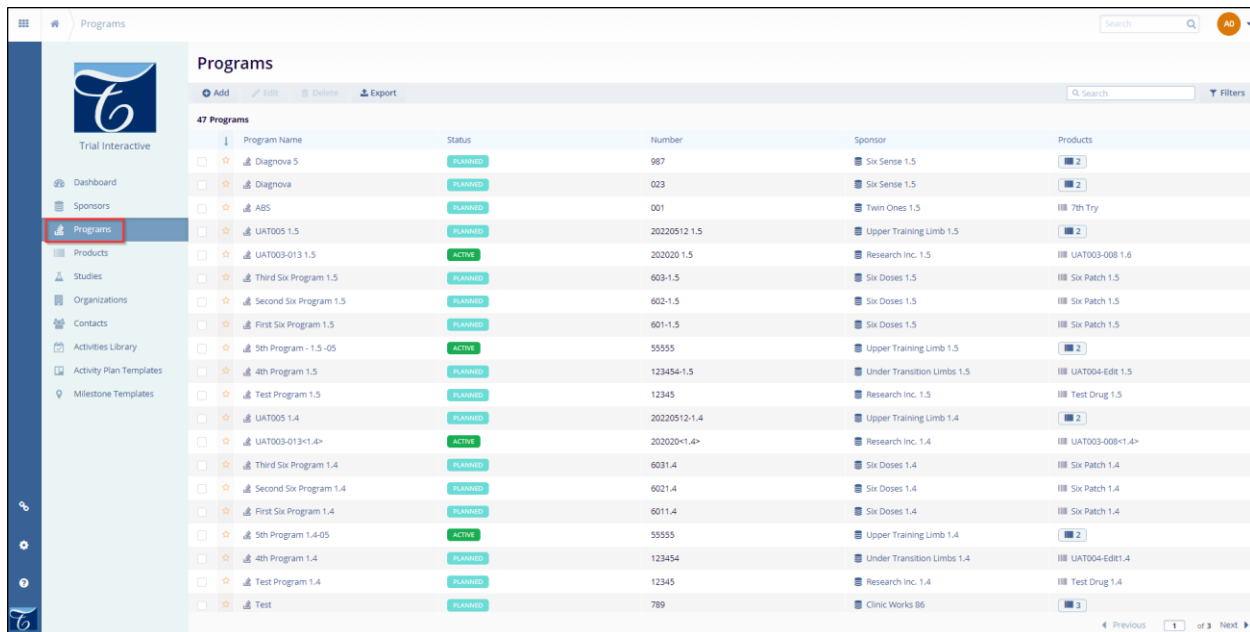 Programs
Search
AD
Programs
Add Edit Delete Export
Search
Filters
47 Programs
Trial Interactive
Dashboard
Sponsors
Programs
Products
Studies
Organizations
Contacts
Activities Library
Activity Plan Templates
Milestone Templates
Program Name Status Number Sponsor Products
Diagnova 5 PLANNED 987 Six Sense 1.5 2
Diagnova PLANNED 023 Six Sense 1.5 2
ABS PLANNED 001 Twin Ones 1.5 7th Try
UAT005 1.5 PLANNED 20220512 1.5 Upper Training Limb 1.5 2
UAT003-013 1.5 ACTIVE 202020 1.5 Research Inc. 1.5 UAT003-008 1.6
Third Six Program 1.5 PLANNED 603-1.5 Six Doses 1.5 Six Patch 1.5
Second Six Program 1.5 PLANNED 602-1.5 Six Doses 1.5 Six Patch 1.5
First Six Program 1.5 PLANNED 601-1.5 Six Doses 1.5 Six Patch 1.5
5th Program - 1.5 -05 ACTIVE 55555 Upper Training Limb 1.5 2
4th Program 1.5 PLANNED 123454-1.5 Under Transition Limbs 1.5 UAT004-Edit 1.5
Test Program 1.5 PLANNED 12345 Research Inc. 1.5 Test Drug 1.5
UAT005 1.4 PLANNED 20220512-1.4 Upper Training Limb 1.4 2
UAT003-013<1.4> ACTIVE 202020<1.4> Research Inc. 1.4 UAT003-008<1.4>
Third Six Program 1.4 PLANNED 6031.4 Six Doses 1.4 Six Patch 1.4
Second Six Program 1.4 PLANNED 6021.4 Six Doses 1.4 Six Patch 1.4
First Six Program 1.4 PLANNED 6011.4 Six Doses 1.4 Six Patch 1.4
5th Program 1.4-05 ACTIVE 55555 Upper Training Limb 1.4 2
4th Program 1.4 PLANNED 123454 Under Transition Limbs 1.4 UAT004-Edit1.4
Test Program 1.4 PLANNED 12345 Research Inc. 1.4 Test Drug 1.4
Test PLANNED 789 Clinic Works 86 3
Previous 1 of 3 Next